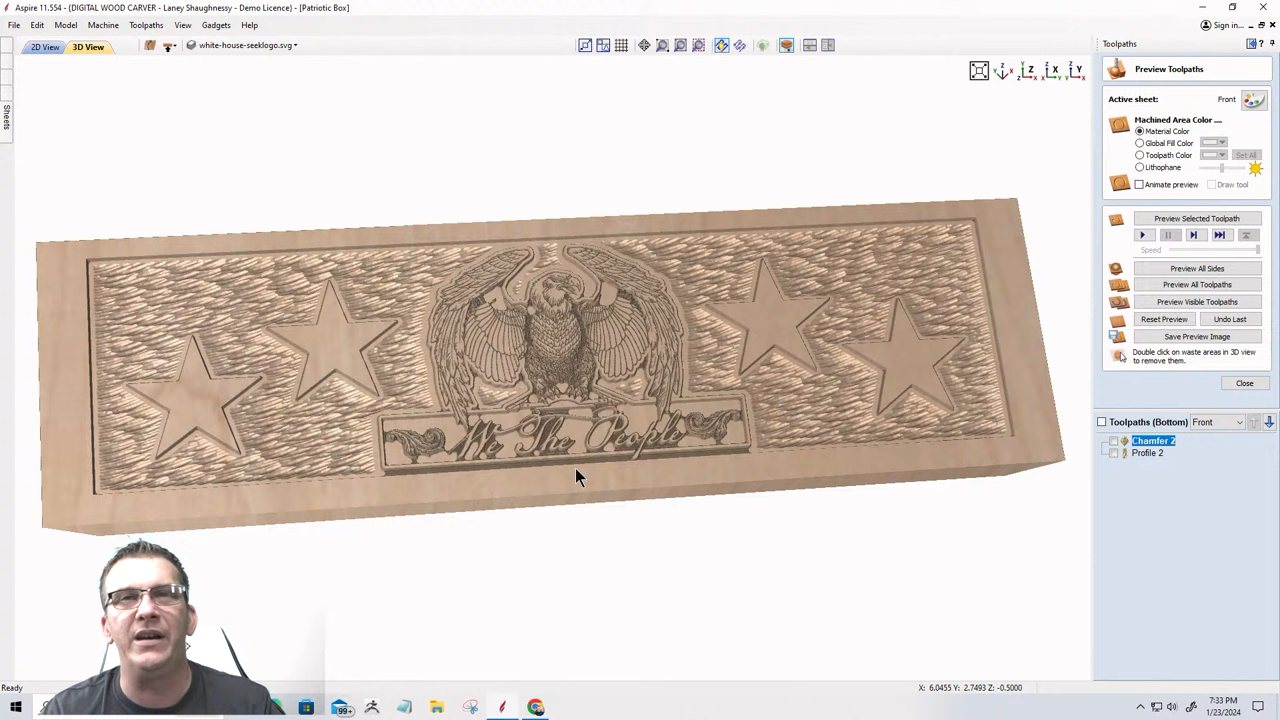 Aspire 11.554 - {DIGITAL WOOD CARVER - Laney Shaughnessy - Demo Licence} - [Patriotic Box]
File Edit Model Machine Toolpaths View Gadgets Help
Sign in...
2D View 3D View white-house-seeklogo.svg
Sheets
Z X Y
We The People
Toolpaths
Preview Toolpaths
Active sheet: Front
Machined Area Color ....
Material Color
Global Fill Color
Toolpath Color Set All
Lithophane
Animate preview Draw tool
Preview Selected Toolpath
Speed
Preview All Sides
Preview All Toolpaths
Preview Visible Toolpaths
Reset Preview Undo Last
Save Preview Image
Double click on waste areas in 3D view
to remove them.
Close
Toolpaths (Bottom) Front
Chamfer 2
Profile 2
Ready
X: 6.0455 Y: 2.7493 Z: -0.5000
99+
7:33 PM
1/23/2024